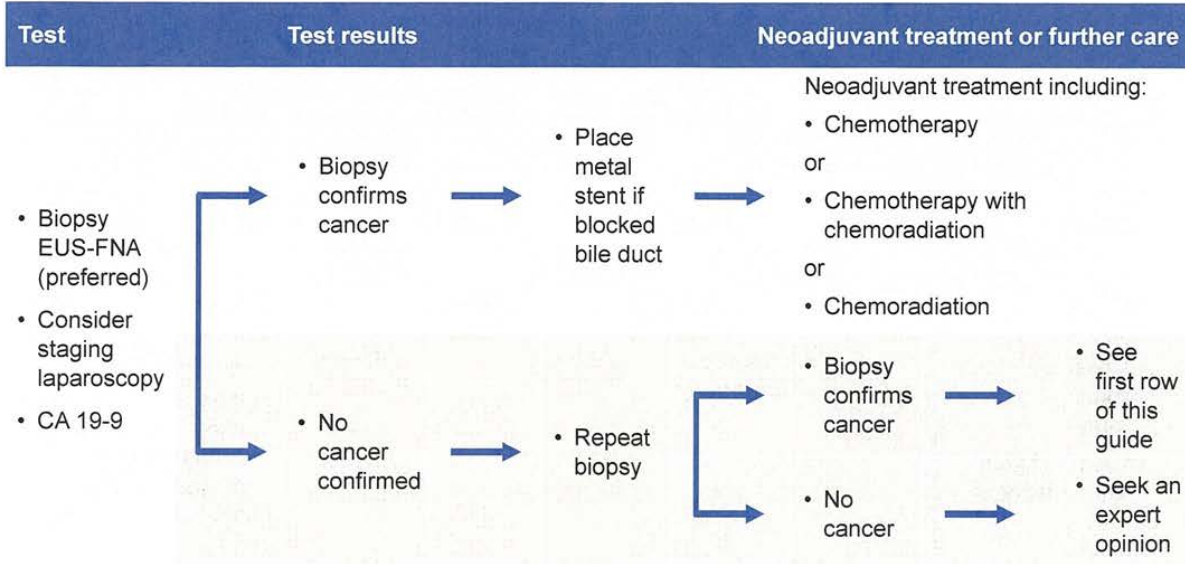 Test
Test results
Neoadjuvant treatment or further care
• Biopsy
EUS-FNA
(preferred)
• Consider
staging
laparoscopy
• CA 19-9
• Biopsy
confirms
cancer
• Place
metal
stent if
blocked
bile duct
Neoadjuvant treatment including:
• Chemotherapy
or
• Chemotherapy with
chemoradiation
or
• Chemoradiation
• No
cancer
confirmed
• Repeat
biopsy
• Biopsy
confirms
cancer
• See
first row
of this
guide
• No
cancer
• Seek an
expert
opinion